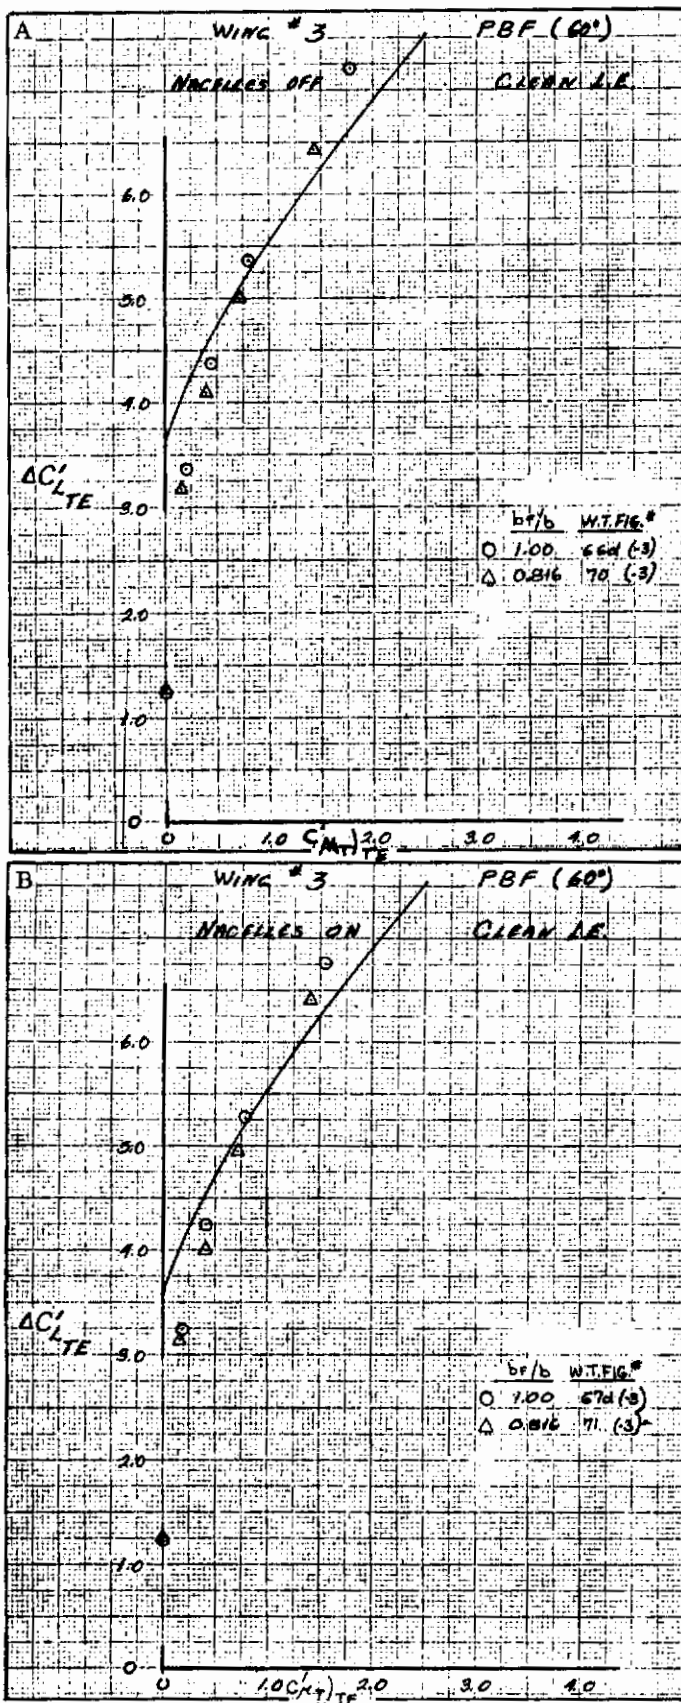 A
WING #3 PBF (60°)
NACELLES OFF CLEAN L.E.
6.0
5.0
4.0
ΔC'L TE
3.0
bf/b W.T.FIG.#
1.00 66d (-3)
0.816 70 (-3)
2.0
1.0
0
0 1.0 C'μT)TE 2.0 3.0 4.0
B
WING #3 PBF (60°)
NACELLES ON CLEAN L.E.
6.0
5.0
4.0
ΔC'L TE
3.0
bf/b W.T.FIG.#
1.00 67d (-3)
0.816 71 (-3)
2.0
1.0
0
0 1.0 C'μT)TE 2.0 3.0 4.0